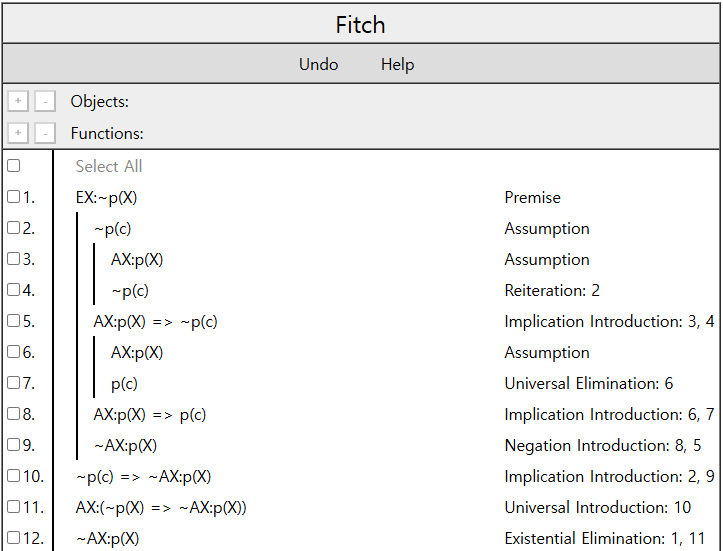 Fitch
Undo Help
+ - Objects:
+ - Functions:
Select All
1. EX:~p(X) Premise
2. ~p(c) Assumption
3. AX:p(X) Assumption
4. ~p(c) Reiteration: 2
5. AX:p(X) => ~p(c) Implication Introduction: 3, 4
6. AX:p(X) Assumption
7. p(c) Universal Elimination: 6
8. AX:p(X) => p(c) Implication Introduction: 6, 7
9. ~AX:p(X) Negation Introduction: 8, 5
10. ~p(c) => ~AX:p(X) Implication Introduction: 2, 9
11. AX:(~p(X) => ~AX:p(X)) Universal Introduction: 10
12. ~AX:p(X) Existential Elimination: 1, 11